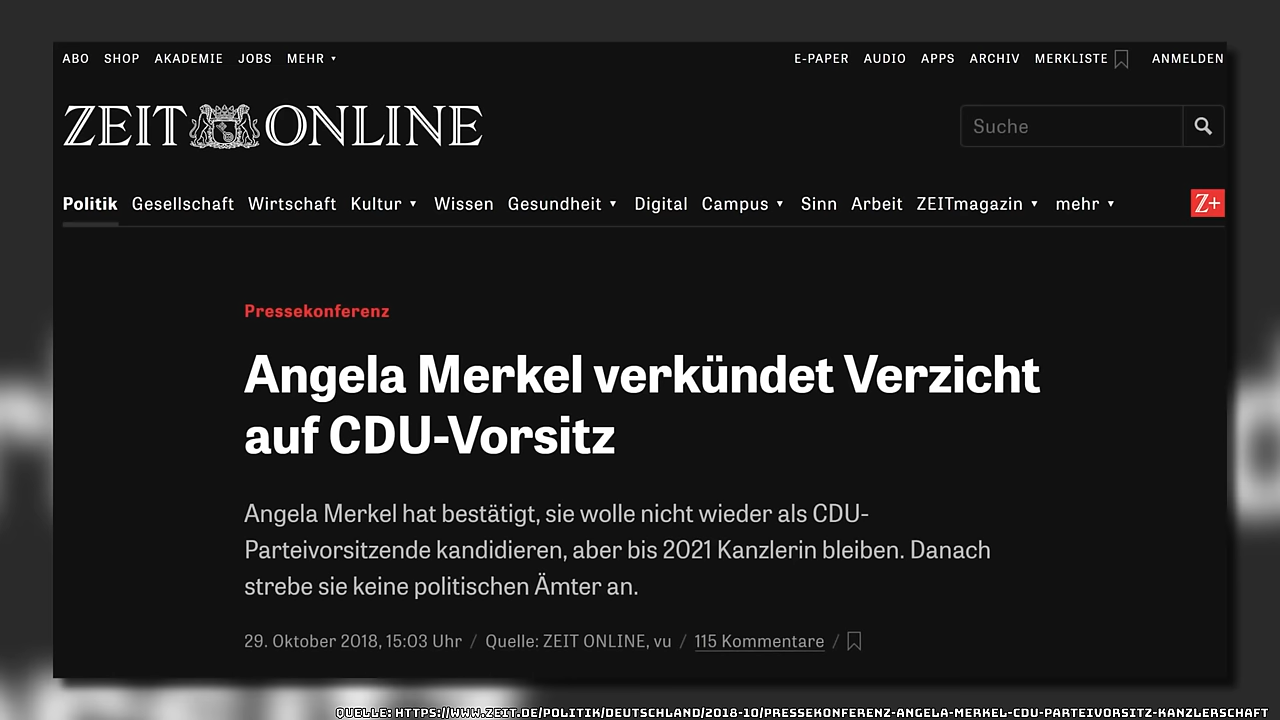 ABO SHOP AKADEMIE JOBS MEHR ▼ E-PAPER AUDIO APPS ARCHIV MERKLISTE ANMELDEN
ZEIT ONLINE
Suche
Politik Gesellschaft Wirtschaft Kultur ▼ Wissen Gesundheit ▼ Digital Campus ▼ Sinn Arbeit ZEITmagazin ▼ mehr ▼ Z+
Pressekonferenz
Angela Merkel verkündet Verzicht
auf CDU-Vorsitz
Angela Merkel hat bestätigt, sie wolle nicht wieder als CDU-
Parteivorsitzende kandidieren, aber bis 2021 Kanzlerin bleiben. Danach
strebe sie keine politischen Ämter an.
29. Oktober 2018, 15:03 Uhr / Quelle: ZEIT ONLINE, vu / 115 Kommentare /
QUELLE: HTTPS://WWW.ZEIT.DE/POLITIK/DEUTSCHLAND/2018-10/PRESSEKONFERENZ-ANGELA-MERKEL-CDU-PARTEIVORSITZ-KANZLERSCHAFT